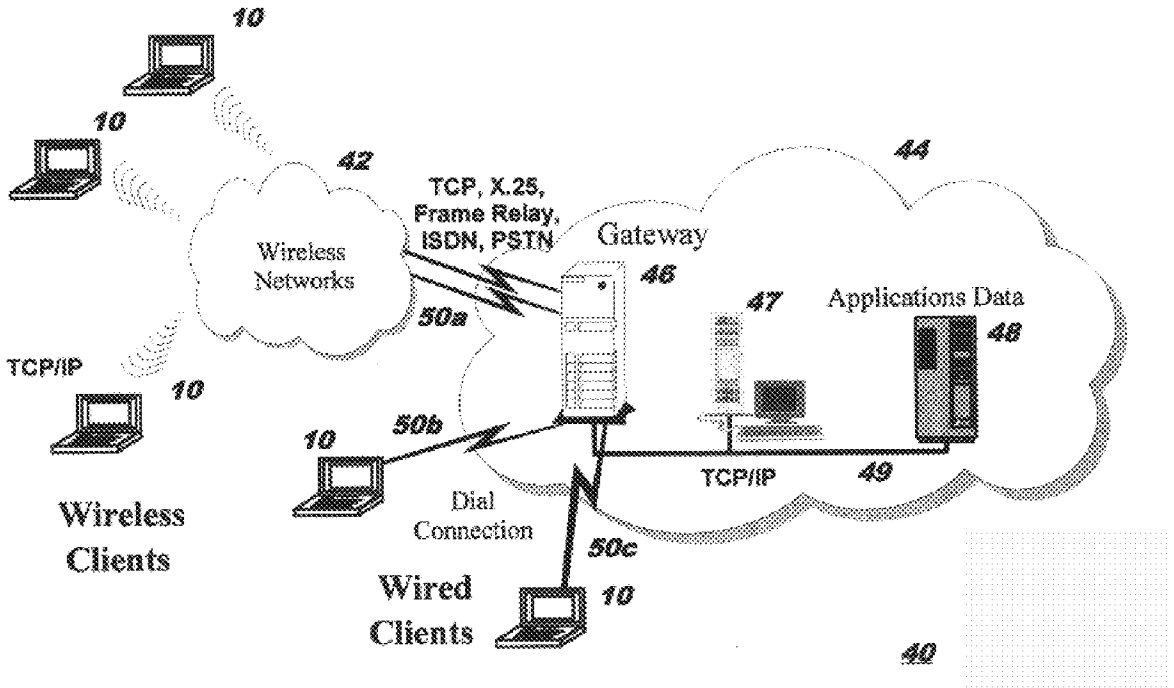 10
10
42
44
TCP, X.25,
Frame Relay,
ISDN, PSTN
Gateway
Wireless
Networks
46
47
Applications Data
48
50a
TCP/IP
10
50b
10
TCP/IP
49
Wireless
Clients
Dial
Connection
50c
Wired
Clients
10
40